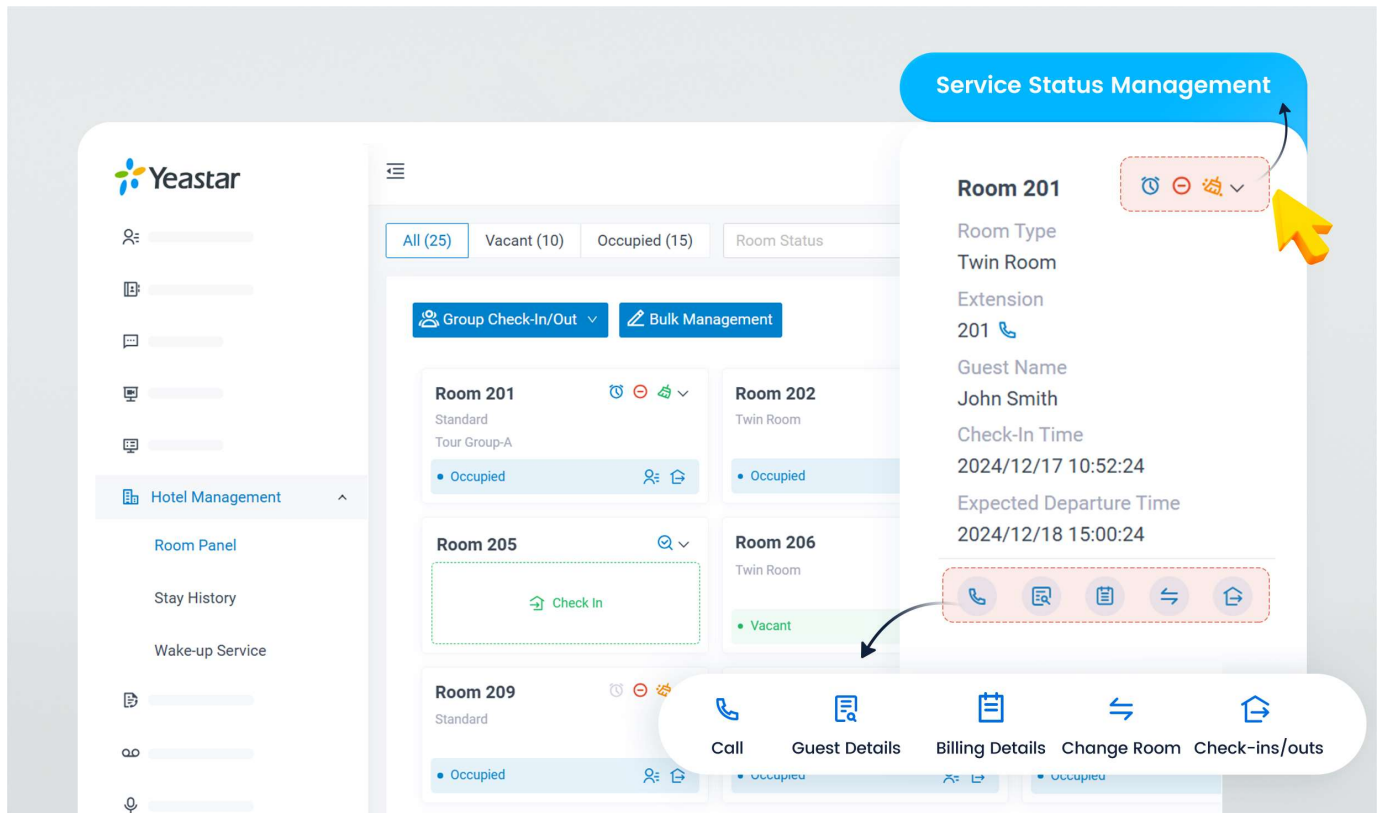 Service Status Management
Yeastar
All (25)
Vacant (10)
Occupied (15)
Room Status
Group Check-In/Out
Bulk Management
Room 201
Standard
Tour Group-A
Occupied
Room 202
Twin Room
Occupied
Hotel Management
Room Panel
Stay History
Wake-up Service
Room 205
Check In
Room 206
Twin Room
Vacant
Room 209
Standard
Occupied
Occupied
Occupied
Room 201
Room Type
Twin Room
Extension
201
Guest Name
John Smith
Check-In Time
2024/12/17 10:52:24
Expected Departure Time
2024/12/18 15:00:24
Call
Guest Details
Billing Details
Change Room
Check-ins/outs